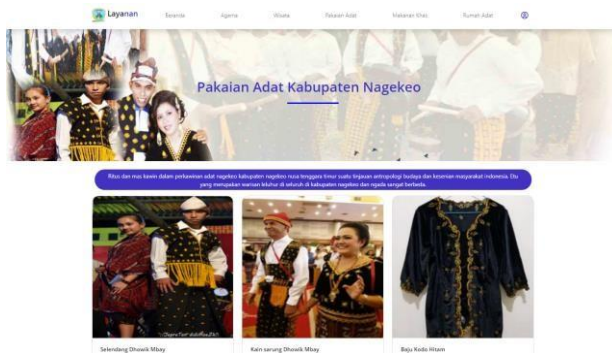 Layanan
Beranda
Agama
Wisata
Pakaian Adat
Makanan Khas
Rumah Adat
Pakaian Adat Kabupaten Nagekeo
Ritus dan mas kawin dalam perkawinan adat nagekeo kabupaten nagekeo nusa tenggara timur suatu tinjauan antropologi budaya dan kesenian masyarakat indonesia. Itu
yang merupakan warisan leluhur di seluruh di kabupaten nagekeo dan ngada sangat berbeda.
Selendang Dhowik Mbay
Kain sarung Dhowik Mbay
Baju Kodo Hitam